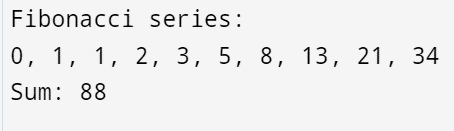 Fibonacci series:
0, 1, 1, 2, 3, 5, 8, 13, 21, 34
Sum: 88